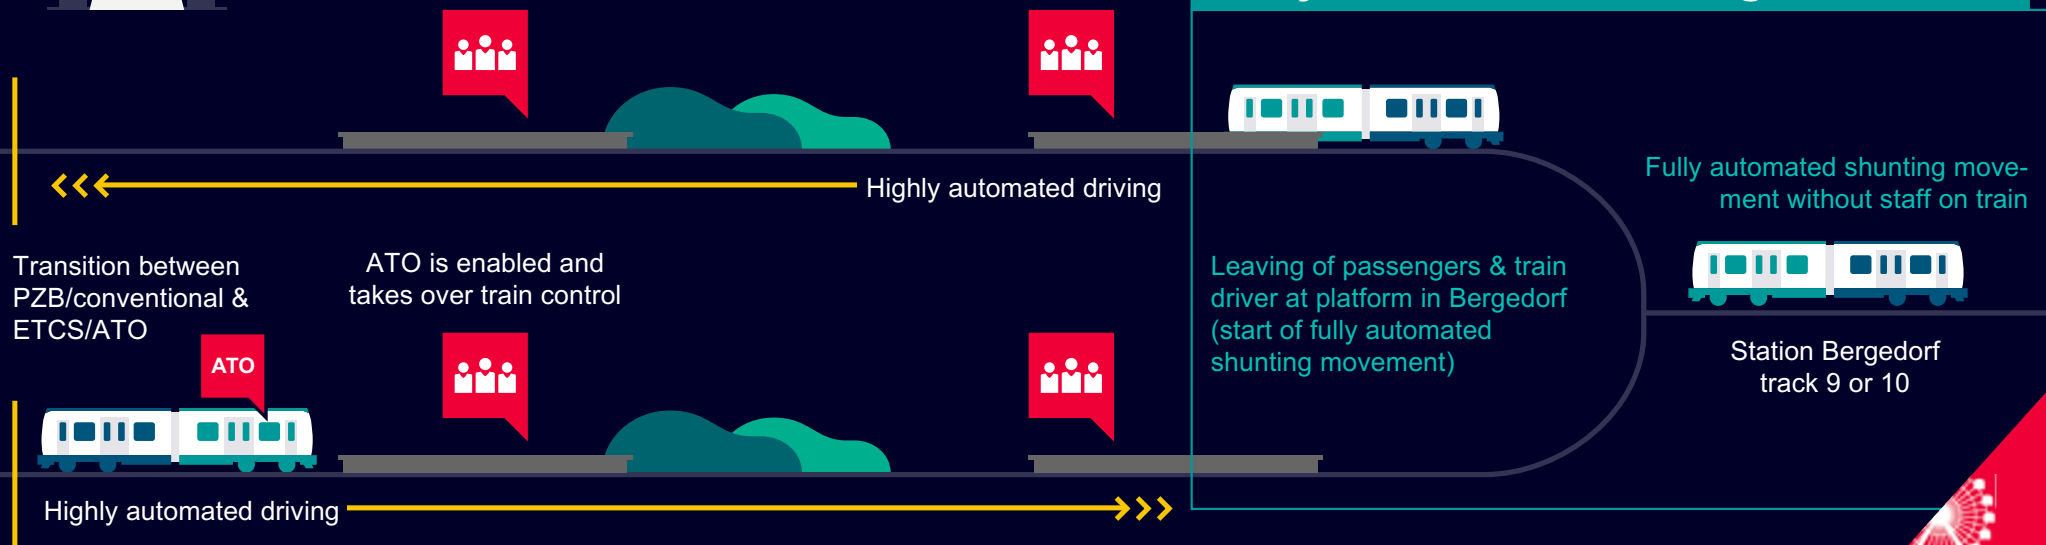 Highly automated driving
Fully automated shunting move-
ment without staff on train
Transition between
PZB/conventional &
ETCS/ATO
ATO is enabled and
takes over train control
Leaving of passengers & train
driver at platform in Bergedorf
(start of fully automated
shunting movement)
Station Bergedorf
track 9 or 10
ATO
Highly automated driving